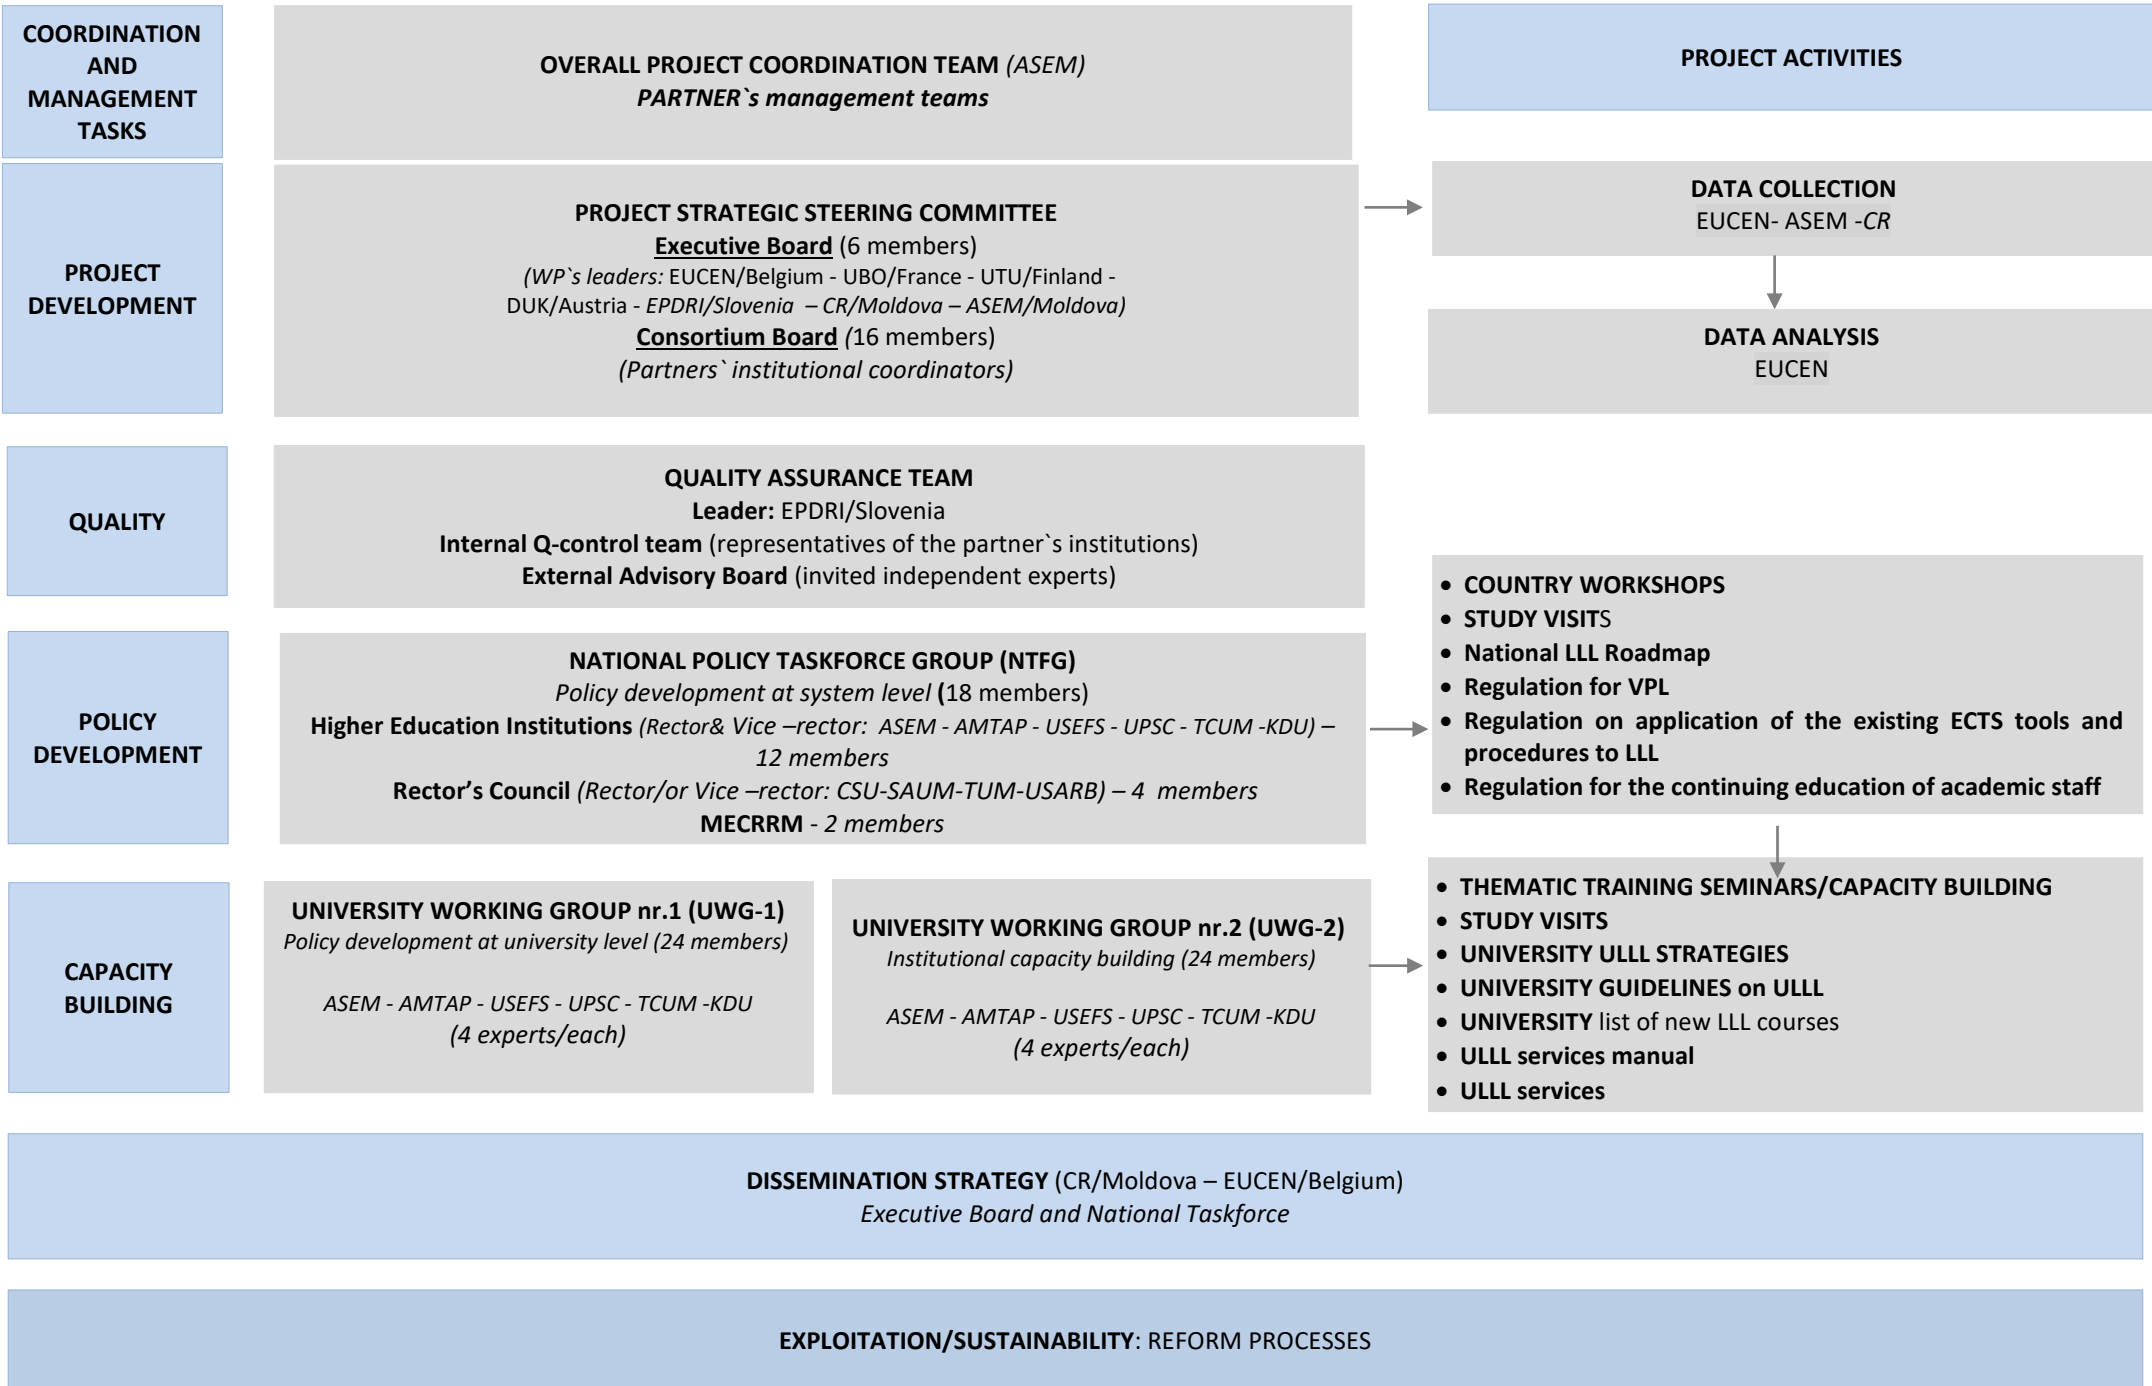 COORDINATION
AND
MANAGEMENT
TASKS
OVERALL PROJECT COORDINATION TEAM (ASEM)
PARTNER`s management teams
PROJECT ACTIVITIES
PROJECT
DEVELOPMENT
PROJECT STRATEGIC STEERING COMMITTEE
Executive Board (6 members)
(WP`s leaders: EUCEN/Belgium - UBO/France - UTU/Finland -
DUK/Austria - EPDRI/Slovenia – CR/Moldova – ASEM/Moldova)
Consortium Board (16 members)
(Partners` institutional coordinators)
DATA COLLECTION
EUCEN- ASEM -CR
DATA ANALYSIS
EUCEN
QUALITY
QUALITY ASSURANCE TEAM
Leader: EPDRI/Slovenia
Internal Q-control team (representatives of the partner`s institutions)
External Advisory Board (invited independent experts)
POLICY
DEVELOPMENT
NATIONAL POLICY TASKFORCE GROUP (NTFG)
Policy development at system level (18 members)
Higher Education Institutions (Rector& Vice –rector: ASEM - AMTAP - USEFS - UPSC - TCUM -KDU) –
12 members
Rector’s Council (Rector/or Vice –rector: CSU-SAUM-TUM-USARB) – 4 members
MECRRM - 2 members
• COUNTRY WORKSHOPS
• STUDY VISITS
• National LLL Roadmap
• Regulation for VPL
• Regulation on application of the existing ECTS tools and
procedures to LLL
• Regulation for the continuing education of academic staff
CAPACITY
BUILDING
UNIVERSITY WORKING GROUP nr.1 (UWG-1)
Policy development at university level (24 members)
ASEM - AMTAP - USEFS - UPSC - TCUM -KDU
(4 experts/each)
UNIVERSITY WORKING GROUP nr.2 (UWG-2)
Institutional capacity building (24 members)
ASEM - AMTAP - USEFS - UPSC - TCUM -KDU
(4 experts/each)
• THEMATIC TRAINING SEMINARS/CAPACITY BUILDING
• STUDY VISITS
• UNIVERSITY ULLL STRATEGIES
• UNIVERSITY GUIDELINES on ULLL
• UNIVERSITY list of new LLL courses
• ULLL services manual
• ULLL services
DISSEMINATION STRATEGY (CR/Moldova – EUCEN/Belgium)
Executive Board and National Taskforce
EXPLOITATION/SUSTAINABILITY: REFORM PROCESSES